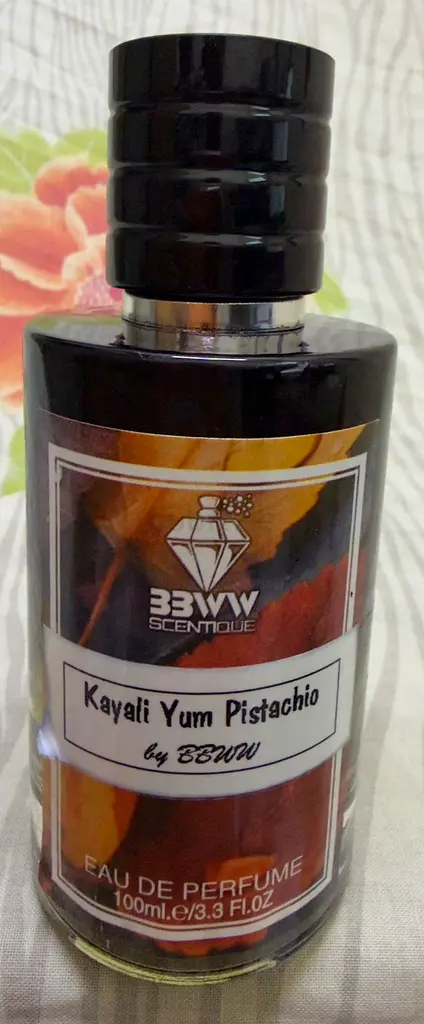 BBWW
SCENTIQUE
Kayali Yum Pistachio
by BBWW
EAU DE PERFUME
100ml.e/3.3 Fl.OZ